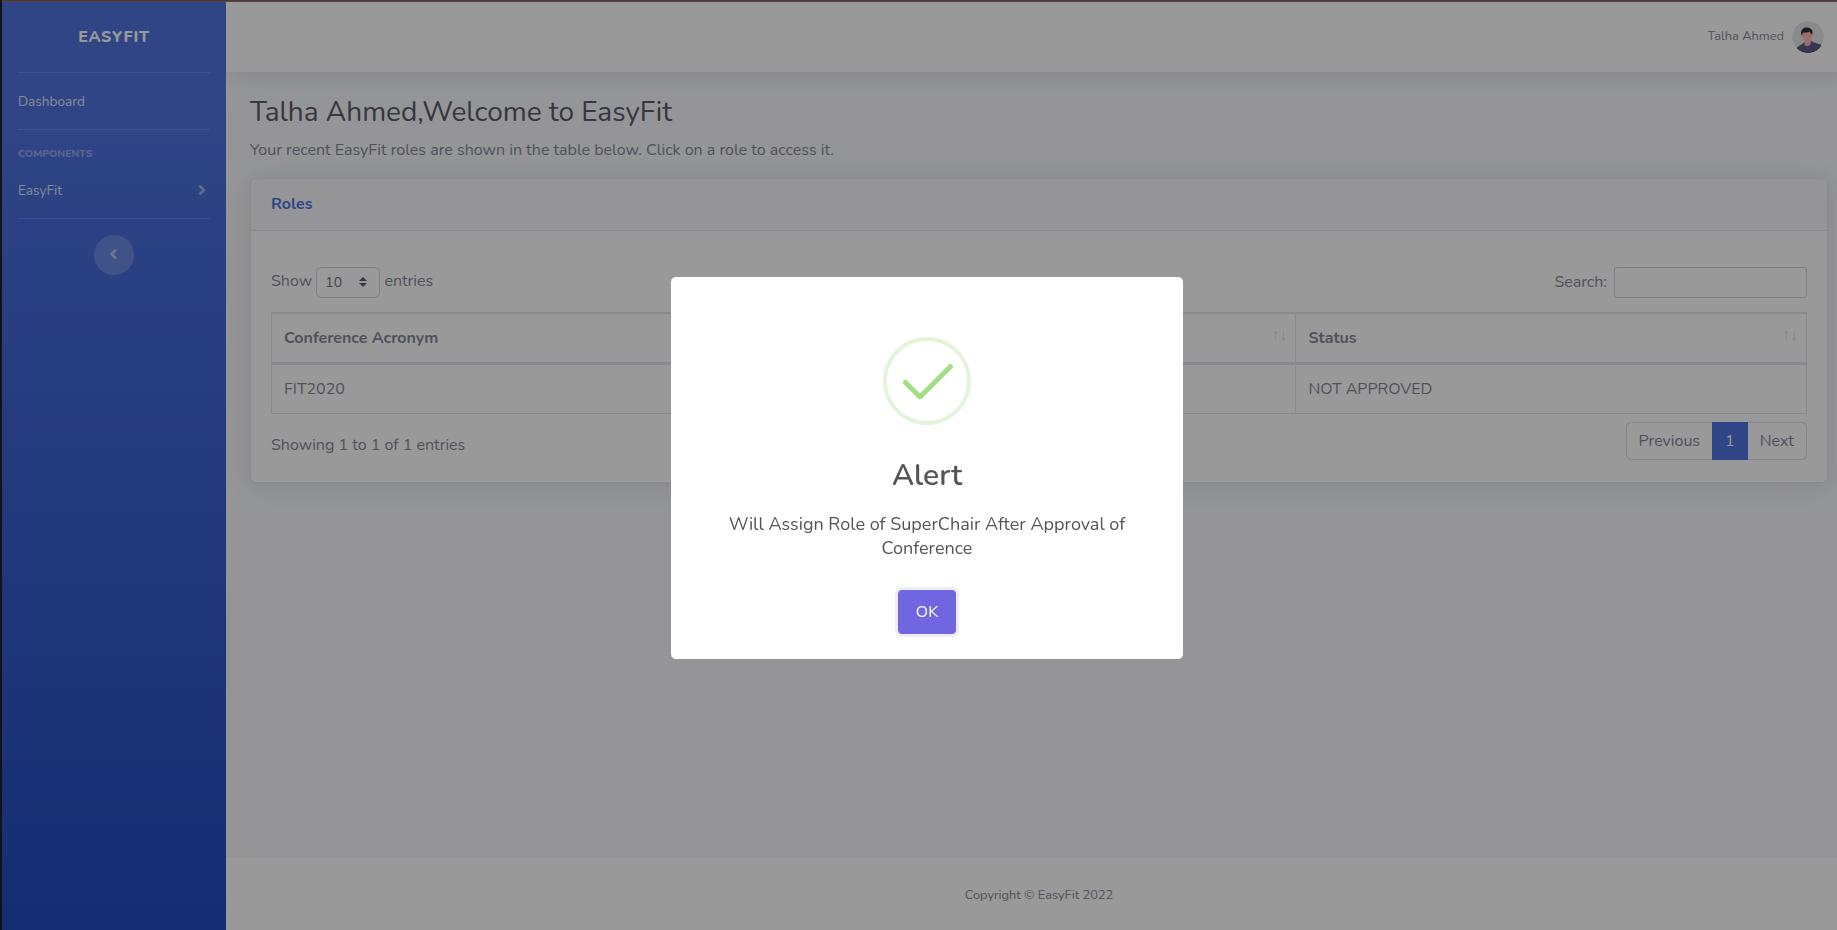 EASYFIT
Talha Ahmed
Dashboard
COMPONENTS
EasyFit
Talha Ahmed,Welcome to EasyFit
Your recent EasyFit roles are shown in the table below. Click on a role to access it.
Roles
Show 10 entries
Search:
Conference Acronym
Status
FIT2020
NOT APPROVED
Showing 1 to 1 of 1 entries
Previous 1 Next
Alert
Will Assign Role of SuperChair After Approval of
Conference
OK
Copyright © EasyFit 2022